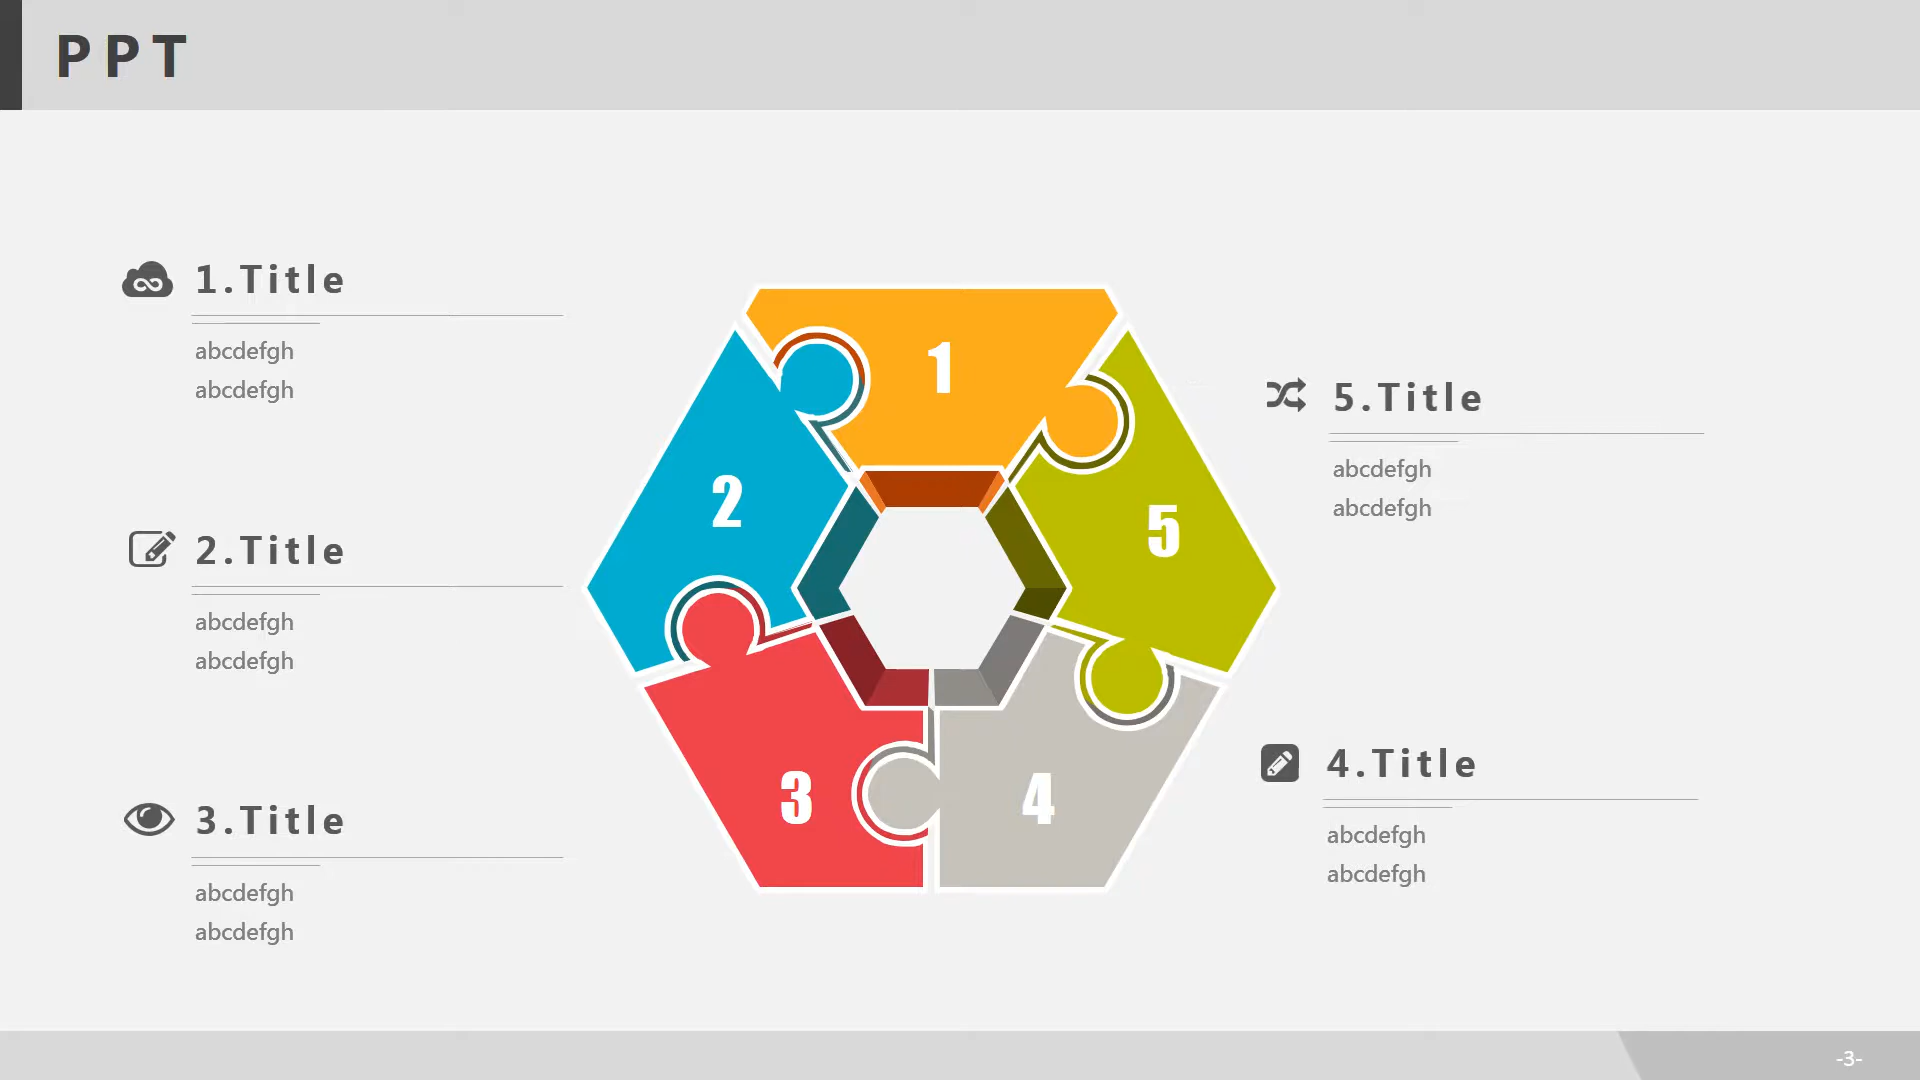 PPT
1.Title
abcdefgh
abcdefgh
2.Title
abcdefgh
abcdefgh
3.Title
abcdefgh
abcdefgh
1
2
3
4
5
5.Title
abcdefgh
abcdefgh
4.Title
abcdefgh
abcdefgh
-3-